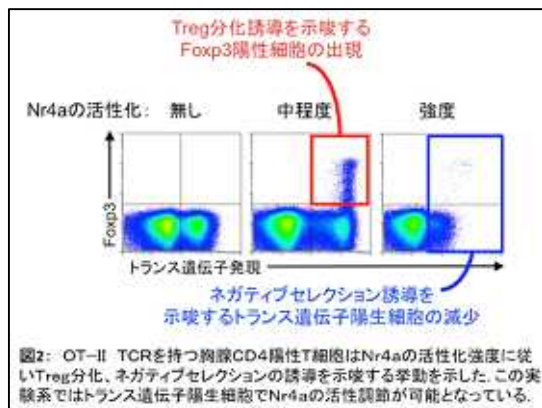 Treg分化誘導を示唆する
Foxp3陽性細胞の出現
Nr4aの活性化: 無し 中程度 強度
Foxp3
トランス遺伝子発現
ネガティブセレクション誘導を
示唆するトランス遺伝子陽生細胞の減少
図2: OT-II TCRを持つ胸腺CD4陽性T細胞はNr4aの活性化強度に従
いTreg分化、ネガティブセレクションの誘導を示唆する挙動を示した。この実
験系ではトランス遺伝子陽生細胞でNr4aの活性調節が可能となっている。